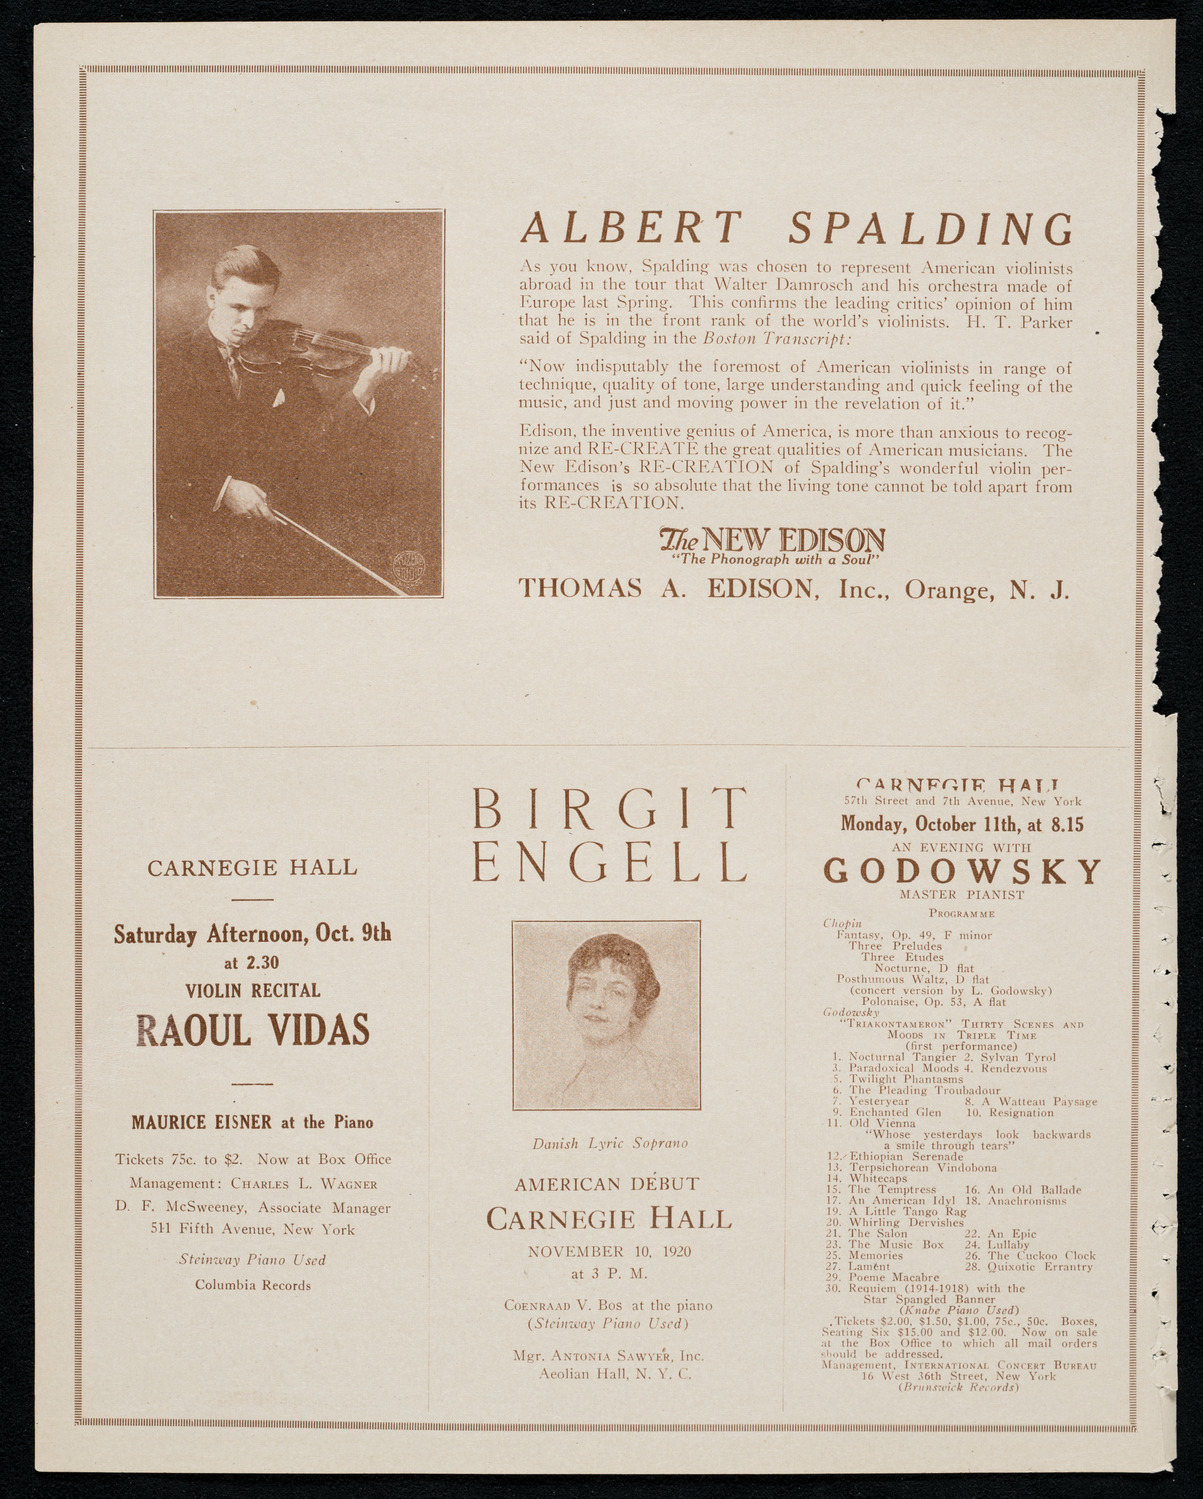 ALBERT SPALDING
As you know, Spalding was chosen to represent American violinists
abroad in the tour that Walter Damrosch and his orchestra made of
Europe last Spring. This confirms the leading critics' opinion of him
that he is in the front rank of the world's violinists. H. T. Parker
said of Spalding in the Boston Transcript:
"Now indisputably the foremost of American violinists in range of
technique, quality of tone, large understanding and quick feeling of the
music, and just and moving power in the revelation of it."
Edison, the inventive genius of America, is more than anxious to recog-
nize and RE-CREATE the great qualities of American musicians. The
New Edison's RE-CREATION of Spalding's wonderful violin per-
formances is so absolute that the living tone cannot be told apart from
its RE-CREATION.
The NEW EDISON
"The Phonograph with a Soul"
THOMAS A. EDISON, Inc., Orange, N. J.
CARNEGIE HALL
Saturday Afternoon, Oct. 9th
at 2.30
VIOLIN RECITAL
RAOUL VIDAS
MAURICE EISNER at the Piano
Tickets 75c. to $2. Now at Box Office
Management: CHARLES L. WAGNER
D. F. McSweeney, Associate Manager
511 Fifth Avenue, New York
Steinway Piano Used
Columbia Records
BIRGIT
ENGELL
Danish Lyric Soprano
AMERICAN DÉBUT
CARNEGIE HALL
NOVEMBER 10, 1920
at 3 P. M.
COENRAAD V. BOS at the piano
(Steinway Piano Used)
Mgr. ANTONIA SAWYER, Inc.
Aeolian Hall, N. Y. C.
CARNEGIE HALL
57th Street and 7th Avenue, New York
Monday, October 11th, at 8.15
AN EVENING WITH
GODOWSKY
MASTER PIANIST
PROGRAMME
Chopin
Fantasy, Op. 49, F minor
Three Preludes
Three Etudes
Nocturne, D flat
Posthumous Waltz, D flat
(concert version by L. Godowsky)
Polonaise, Op. 53, A flat
Godowsky
"TRIAKONTAMERON" THIRTY SCENES AND
MOODS IN TRIPLE TIME
(first performance)
1. Nocturnal Tangier 2. Sylvan Tyrol
3. Paradoxical Moods 4. Rendezvous
5. Twilight Phantasms
6. The Pleading Troubadour
7. Yesteryear 8. A Watteau Paysage
9. Enchanted Glen 10. Resignation
11. Old Vienna
"Whose yesterdays look backwards
a smile through tears"
12. Ethiopian Serenade
13. Terpsichorean Vindobona
14. Whitecaps
15. The Temptress 16. An Old Ballade
17. An American Idyl 18. Anachronisms
19. A Little Tango Rag
20. Whirling Dervishes
21. The Salon 22. An Epic
23. The Music Box 24. Lullaby
25. Memories 26. The Cuckoo Clock
27. Lament 28. Quixotic Errantry
29. Poeme Macabre
30. Requiem (1914-1918) with the
Star Spangled Banner
(Knabe Piano Used)
Tickets $2.00, $1.50, $1.00, 75c., 50c. Boxes,
Seating Six $15.00 and $12.00. Now on sale
at the Box Office to which all mail orders
should be addressed.
Management, INTERNATIONAL CONCERT BUREAU
16 West 36th Street, New York
(Brunswick Records)